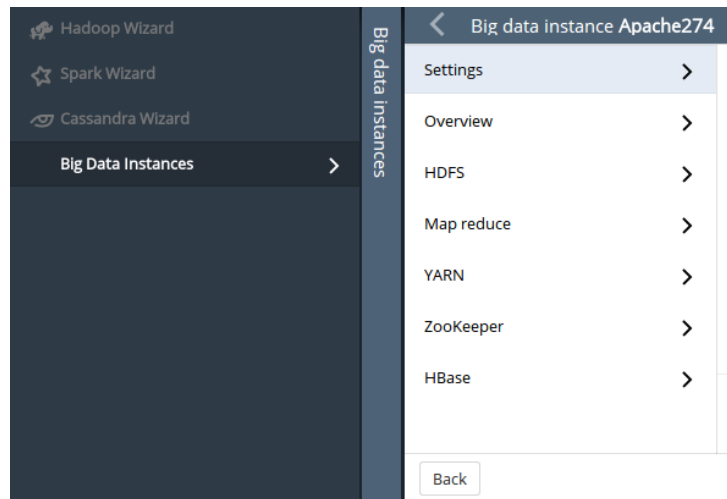 Hadoop Wizard
Spark Wizard
Cassandra Wizard
Big Data Instances
Big data instances
Big data instance Apache274
Settings
Overview
HDFS
Map reduce
YARN
ZooKeeper
HBase
Back